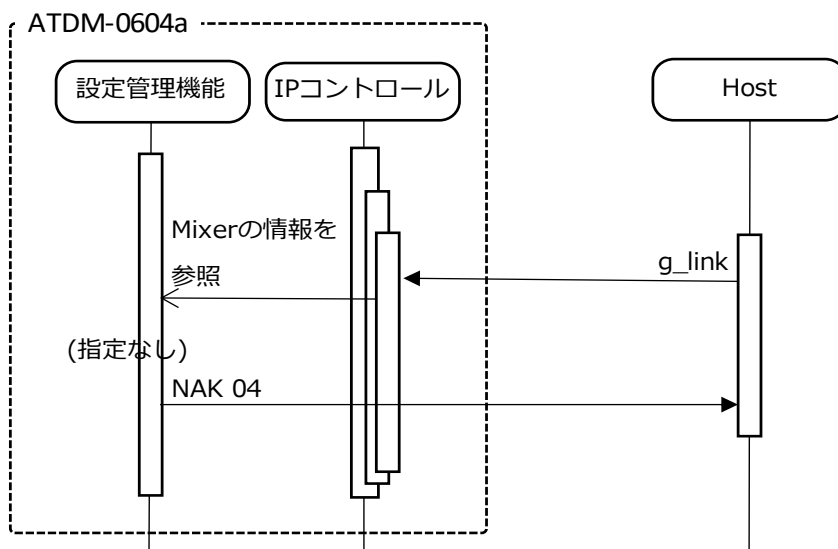 ATDM-0604a
設定管理機能
IPコントロール
Host
Mixerの情報を
参照
g_link
(指定なし)
NAK 04